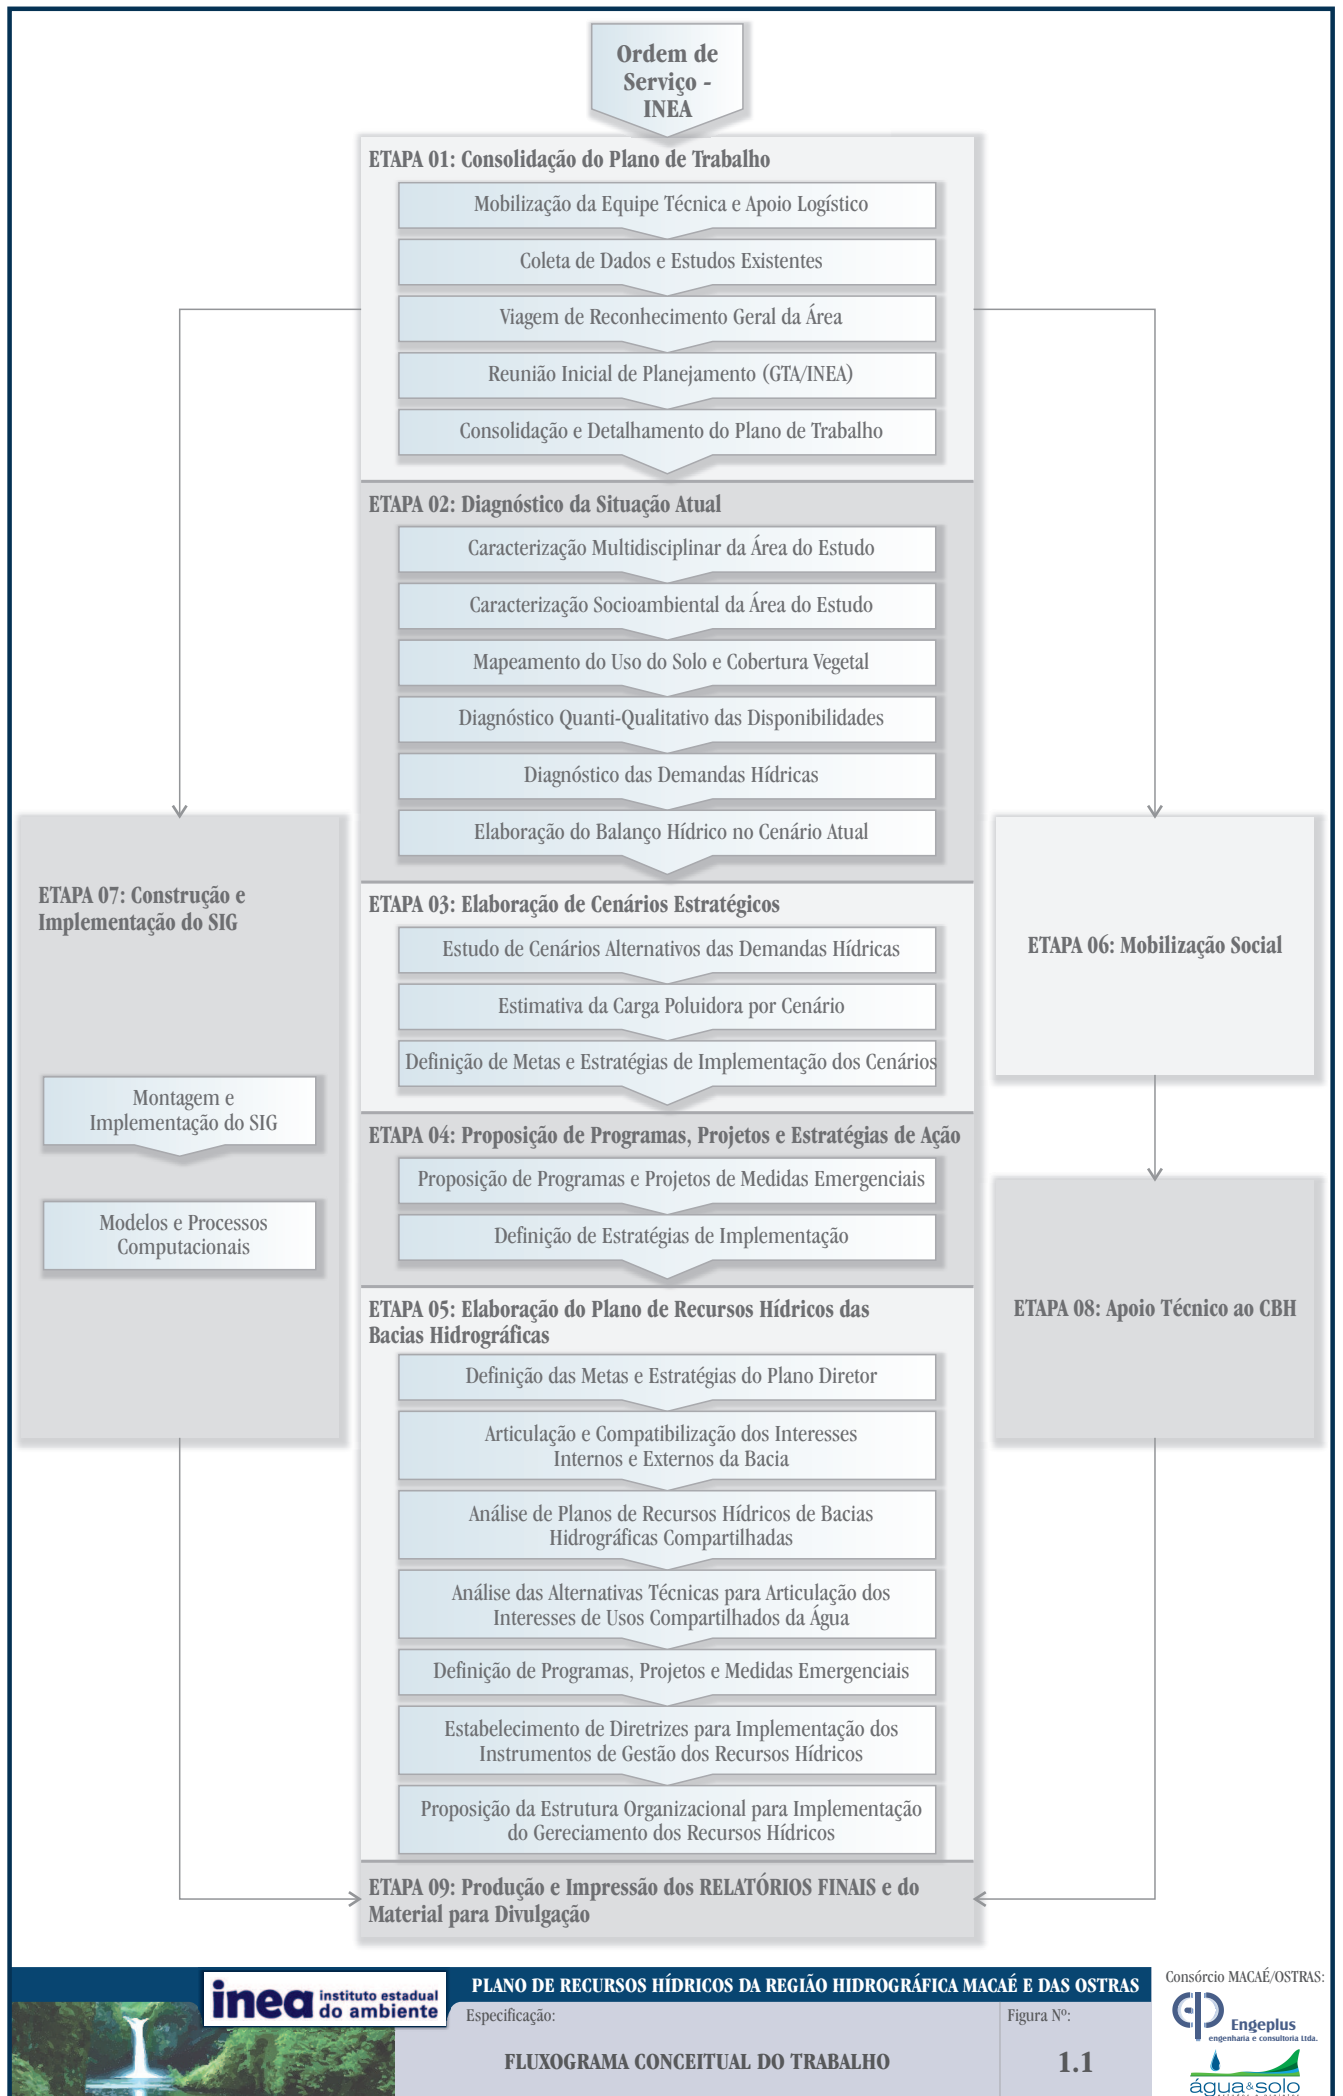 Ordem de
Serviço -
INEA
ETAPA 01: Consolidação do Plano de Trabalho
Mobilização da Equipe Técnica e Apoio Logístico
Coleta de Dados e Estudos Existentes
Viagem de Reconhecimento Geral da Área
Reunião Inicial de Planejamento (GTA/INEA)
Consolidação e Detalhamento do Plano de Trabalho
ETAPA 02: Diagnóstico da Situação Atual
Caracterização Multidisciplinar da Área do Estudo
Caracterização Socioambiental da Área do Estudo
Mapeamento do Uso do Solo e Cobertura Vegetal
Diagnóstico Quanti-Qualitativo das Disponibilidades
Diagnóstico das Demandas Hídricas
Elaboração do Balanço Hídrico no Cenário Atual
ETAPA 03: Elaboração de Cenários Estratégicos
Estudo de Cenários Alternativos das Demandas Hídricas
Estimativa da Carga Poluidora por Cenário
Definição de Metas e Estratégias de Implementação dos Cenários
ETAPA 04: Proposição de Programas, Projetos e Estratégias de Ação
Proposição de Programas e Projetos de Medidas Emergenciais
Definição de Estratégias de Implementação
ETAPA 05: Elaboração do Plano de Recursos Hídricos das
Bacias Hidrográficas
Definição das Metas e Estratégias do Plano Diretor
Articulação e Compatibilização dos Interesses
Internos e Externos da Bacia
Análise de Planos de Recursos Hídricos de Bacias
Hidrográficas Compartilhadas
Análise das Alternativas Técnicas para Articulação dos
Interesses de Usos Compartilhados da Água
Definição de Programas, Projetos e Medidas Emergenciais
Estabelecimento de Diretrizes para Implementação dos
Instrumentos de Gestão dos Recursos Hídricos
Proposição da Estrutura Organizacional para Implementação
do Gereciamento dos Recursos Hídricos
ETAPA 07: Construção e
Implementação do SIG
Montagem e
Implementação do SIG
Modelos e Processos
Computacionais
ETAPA 06: Mobilização Social
ETAPA 08: Apoio Técnico ao CBH
ETAPA 09: Produção e Impressão dos RELATÓRIOS FINAIS e do
Material para Divulgação
inea instituto estadual
do ambiente
PLANO DE RECURSOS HÍDRICOS DA REGIÃO HIDROGRÁFICA MACAÉ E DAS OSTRAS
Especificação:
FLUXOGRAMA CONCEITUAL DO TRABALHO
Figura Nº:
1.1
Consórcio MACAÉ/OSTRAS:
Engeplus
engenharia e consultoria ltda.
água&solo